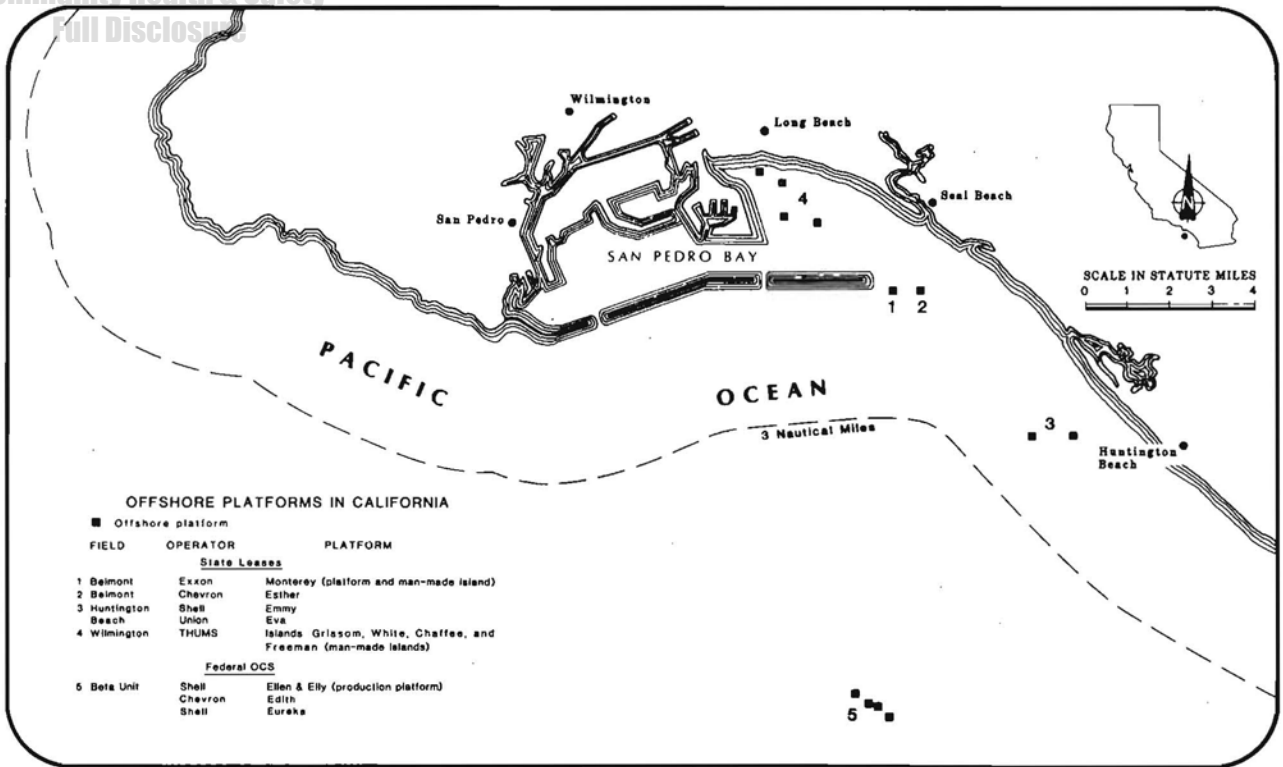 Full Disclosure
Wilmington
Long Beach
San Pedro
4
Seal Beach
SAN PEDRO BAY
SCALE IN STATUTE MILES
0 1 2 3 4
1 2
PACIFIC
OCEAN
3 Nautical Miles
3
Huntington
Beach
OFFSHORE PLATFORMS IN CALIFORNIA
Offshore platform
FIELD OPERATOR PLATFORM
State Leases
1 Belmont Exxon Monterey (platform and man-made island)
2 Belmont Chevron Esther
3 Huntington Shell Emmy
Beach Union Eva
4 Wilmington THUMS Islands Grissom, White, Chaffee, and
Freeman (man-made islands)
Federal OCS
5 Beta Unit Shell Ellen & Elly (production platform)
Chevron Edith
Shell Eureka
5